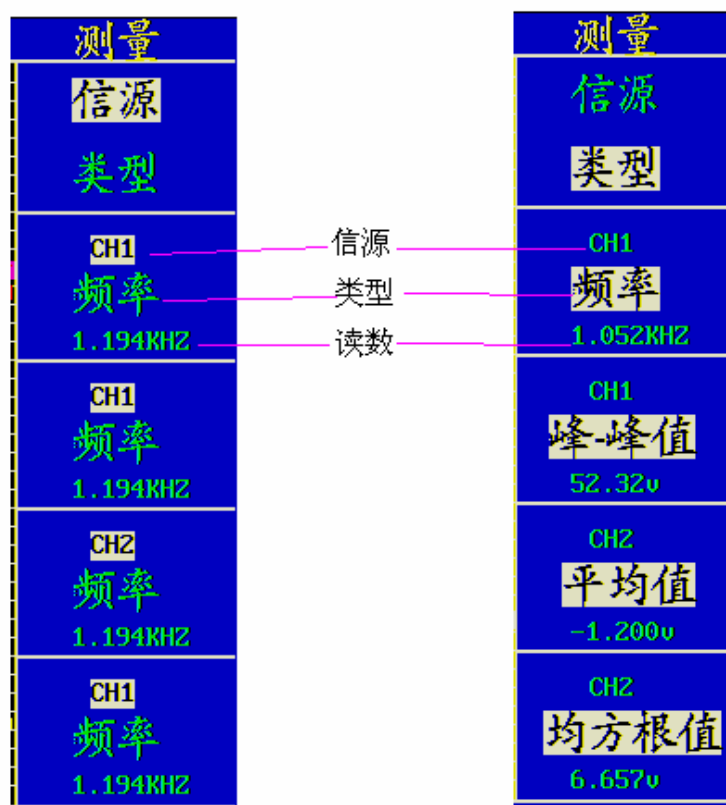 测量
信源
类型
CH1
频率
1.194KHZ
CH1
频率
1.194KHZ
CH2
频率
1.194KHZ
CH1
频率
1.194KHZ
信源
类型
读数
测量
信源
类型
CH1
频率
1.052KHZ
CH1
峰-峰值
52.32v
CH2
平均值
-1.200v
CH2
均方根值
6.657v